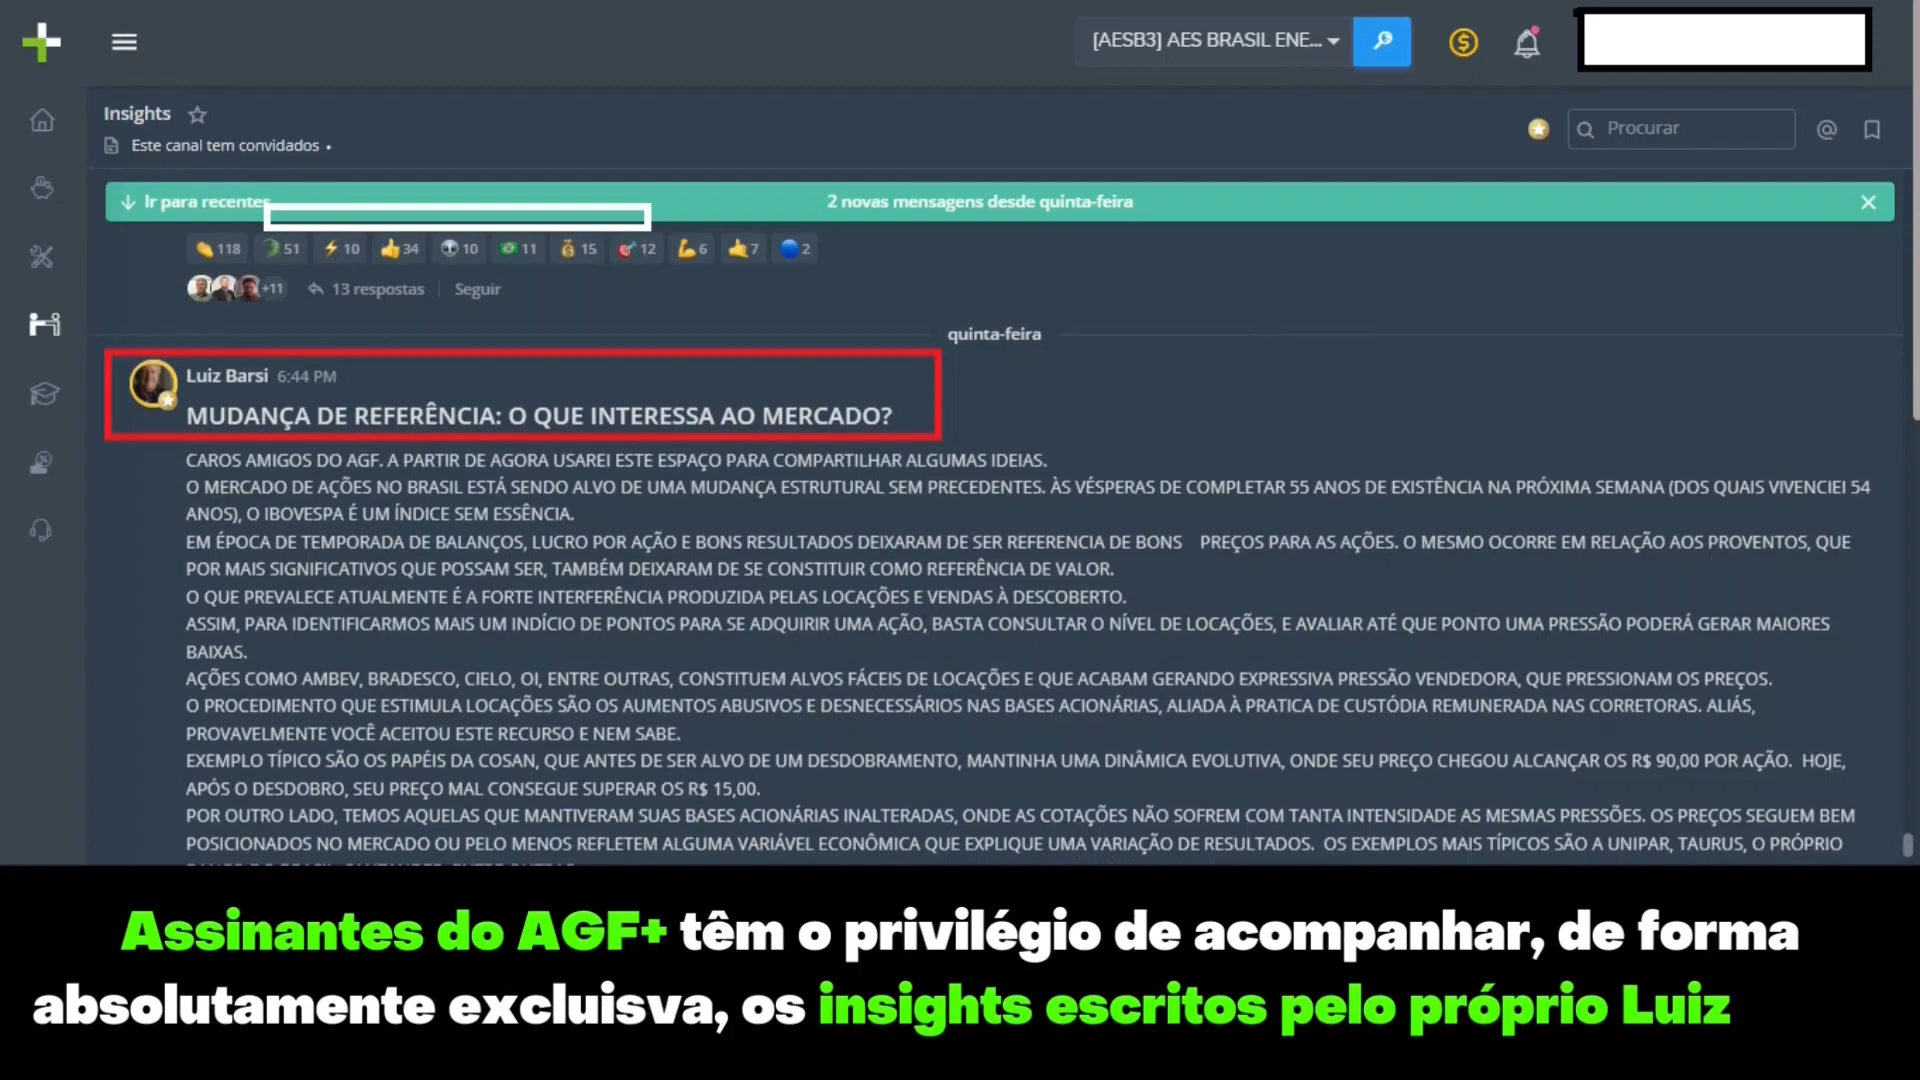 [AESB3] AES BRASIL ENE...
Insights
Este canal tem convidados •
Procurar
Ir para recentes
2 novas mensagens desde quinta-feira
118 51 10 34 10 11 15 12 6 7 2
+11 13 respostas Seguir
quinta-feira
Luiz Barsi 6:44 PM
MUDANÇA DE REFERÊNCIA: O QUE INTERESSA AO MERCADO?
CAROS AMIGOS DO AGF. A PARTIR DE AGORA USAREI ESTE ESPAÇO PARA COMPARTILHAR ALGUMAS IDEIAS.
O MERCADO DE AÇÕES NO BRASIL ESTÁ SENDO ALVO DE UMA MUDANÇA ESTRUTURAL SEM PRECEDENTES. ÀS VÉSPERAS DE COMPLETAR 55 ANOS DE EXISTÊNCIA NA PRÓXIMA SEMANA (DOS QUAIS VIVENCIEI 54
ANOS), O IBOVESPA É UM ÍNDICE SEM ESSÊNCIA.
EM ÉPOCA DE TEMPORADA DE BALANÇOS, LUCRO POR AÇÃO E BONS RESULTADOS DEIXARAM DE SER REFERENCIA DE BONS PREÇOS PARA AS AÇÕES. O MESMO OCORRE EM RELAÇÃO AOS PROVENTOS, QUE
POR MAIS SIGNIFICATIVOS QUE POSSAM SER, TAMBÉM DEIXARAM DE SE CONSTITUIR COMO REFERÊNCIA DE VALOR.
O QUE PREVALECE ATUALMENTE É A FORTE INTERFERÊNCIA PRODUZIDA PELAS LOCAÇÕES E VENDAS À DESCOBERTO.
ASSIM, PARA IDENTIFICARMOS MAIS UM INDÍCIO DE PONTOS PARA SE ADQUIRIR UMA AÇÃO, BASTA CONSULTAR O NÍVEL DE LOCAÇÕES, E AVALIAR ATÉ QUE PONTO UMA PRESSÃO PODERÁ GERAR MAIORES
BAIXAS.
AÇÕES COMO AMBEV, BRADESCO, CIELO, OI, ENTRE OUTRAS, CONSTITUEM ALVOS FÁCEIS DE LOCAÇÕES E QUE ACABAM GERANDO EXPRESSIVA PRESSÃO VENDEDORA, QUE PRESSIONAM OS PREÇOS.
O PROCEDIMENTO QUE ESTIMULA LOCAÇÕES SÃO OS AUMENTOS ABUSIVOS E DESNECESSÁRIOS NAS BASES ACIONÁRIAS, ALIADA À PRATICA DE CUSTÓDIA REMUNERADA NAS CORRETORAS. ALIÁS,
PROVAVELMENTE VOCÊ ACEITOU ESTE RECURSO E NEM SABE.
EXEMPLO TÍPICO SÃO OS PAPÉIS DA COSAN, QUE ANTES DE SER ALVO DE UM DESDOBRAMENTO, MANTINHA UMA DINÂMICA EVOLUTIVA, ONDE SEU PREÇO CHEGOU ALCANÇAR OS R$ 90,00 POR AÇÃO. HOJE,
APÓS O DESDOBRO, SEU PREÇO MAL CONSEGUE SUPERAR OS R$ 15,00.
POR OUTRO LADO, TEMOS AQUELAS QUE MANTIVERAM SUAS BASES ACIONÁRIAS INALTERADAS, ONDE AS COTAÇÕES NÃO SOFREM COM TANTA INTENSIDADE AS MESMAS PRESSÕES. OS PREÇOS SEGUEM BEM
POSICIONADOS NO MERCADO OU PELO MENOS REFLETEM ALGUMA VARIÁVEL ECONÔMICA QUE EXPLIQUE UMA VARIAÇÃO DE RESULTADOS. OS EXEMPLOS MAIS TÍPICOS SÃO A UNIPAR, TAURUS, O PRÓPRIO
Assinantes do AGF+ têm o privilégio de acompanhar, de forma
absolutamente excluisva, os insights escritos pelo próprio Luiz